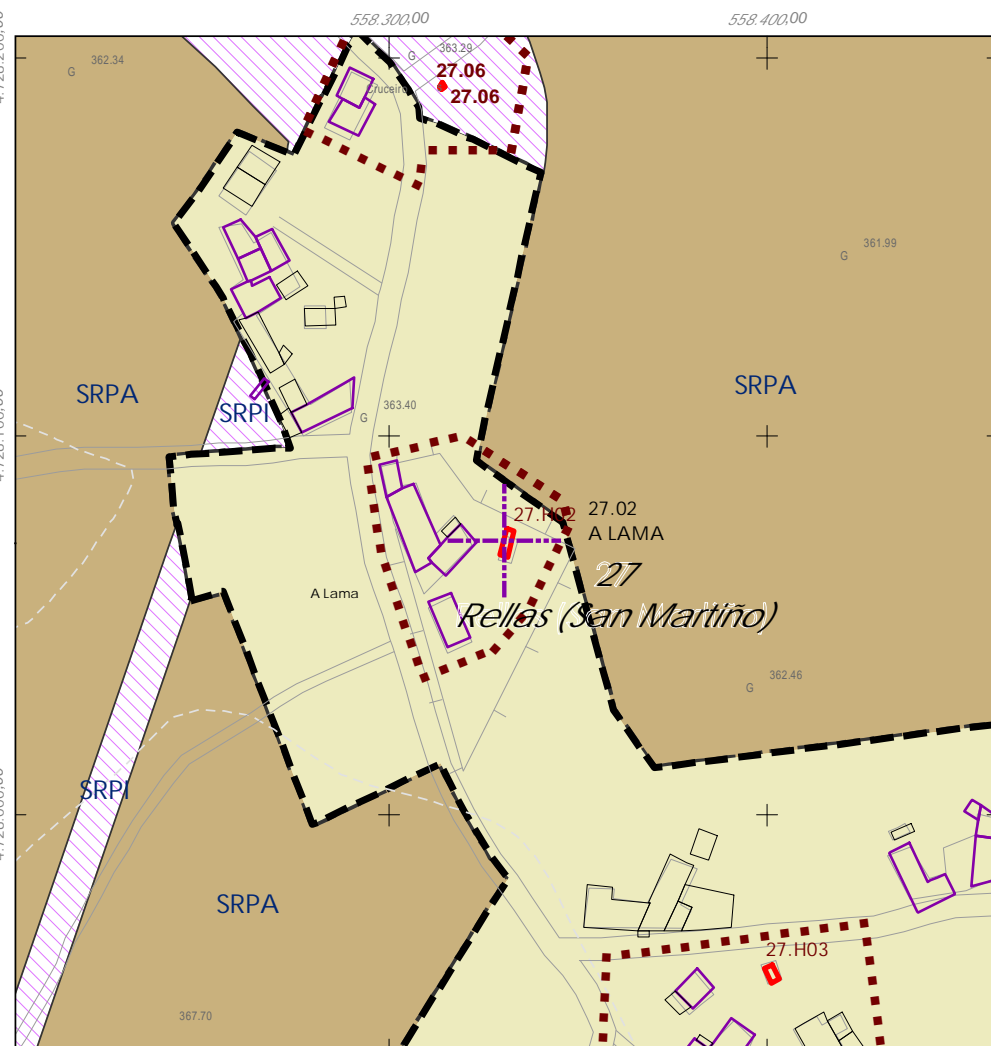 558.300,00
558.400,00
362.34
G
G
363.29
27.06
Cruceiro
27.06
361.99
G
SRPA
SRPA
SRPI
363.40
G
27.H02
27.02
A LAMA
27
A Lama
Rellas (San Martiño)
362.46
G
SRPI
SRPA
27.H03
367.70